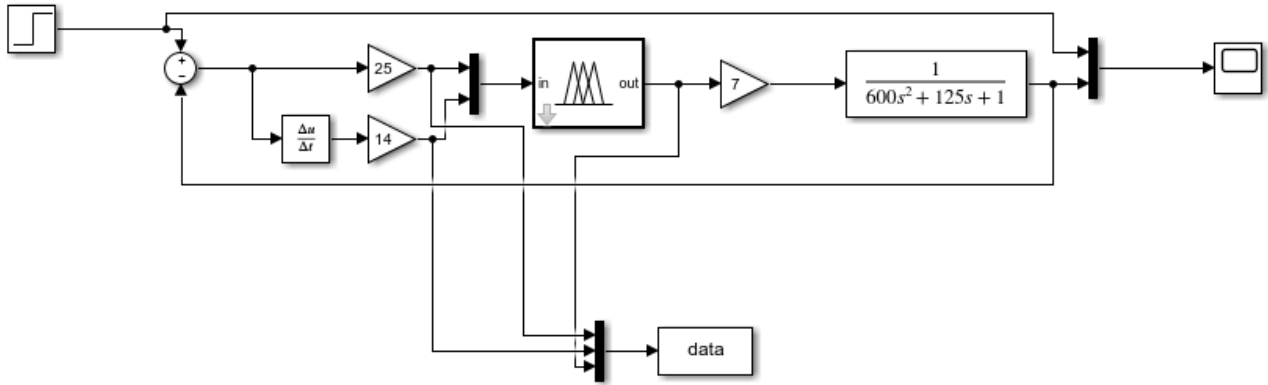 +
−
25
Δu
Δt
14
in
out
7
1
600s² + 125s + 1
data